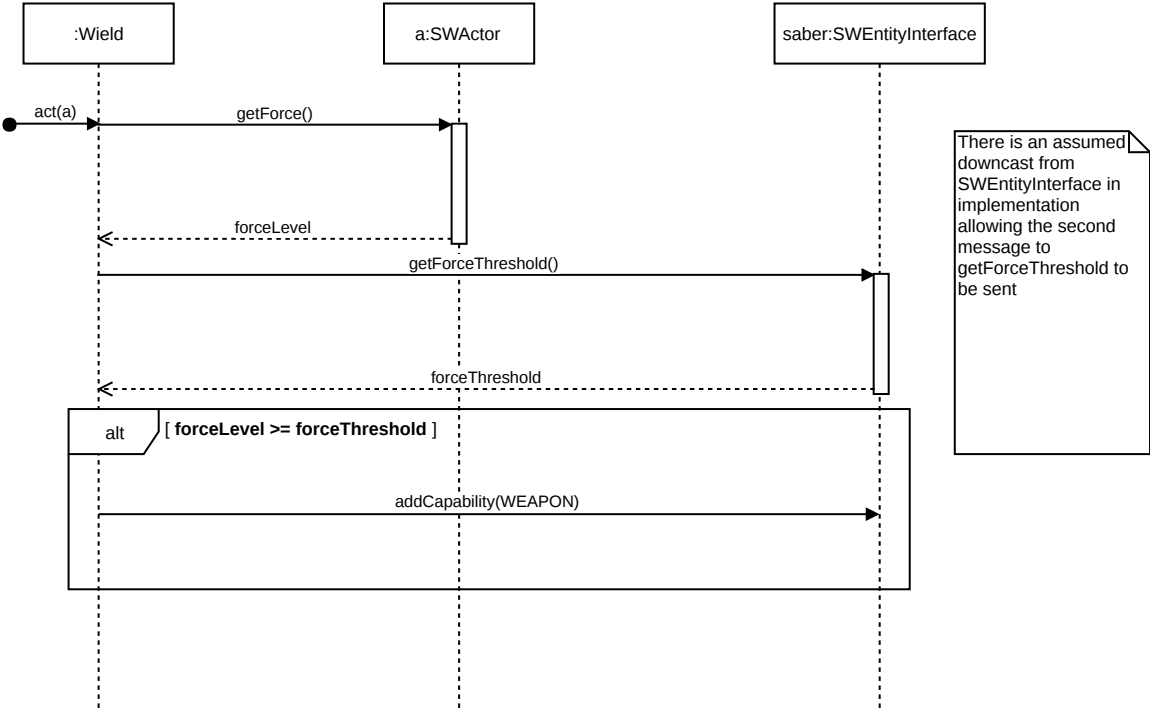 :Wield
a:SWActor
saber:SWEntityInterface
act(a)
getForce()
There is an assumed
downcast from
SWEntityInterface in
implementation
allowing the second
message to
getForceThreshold to
be sent
forceLevel
getForceThreshold()
forceThreshold
alt
[ forceLevel >= forceThreshold ]
addCapability(WEAPON)